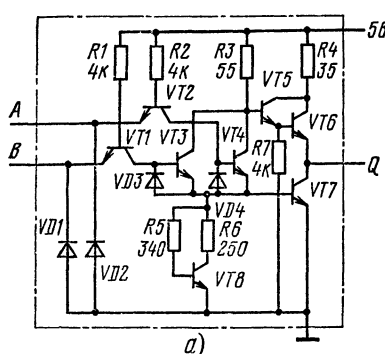 5В
R1
4к
R2
4к
R3
55
R4
35
VT5
VT2
A
VT1
VT3
VT4
VT6
B
R7
4к
Q
VD3
VT7
VD4
R5
340
R6
250
VD1
VD2
VT8
а)